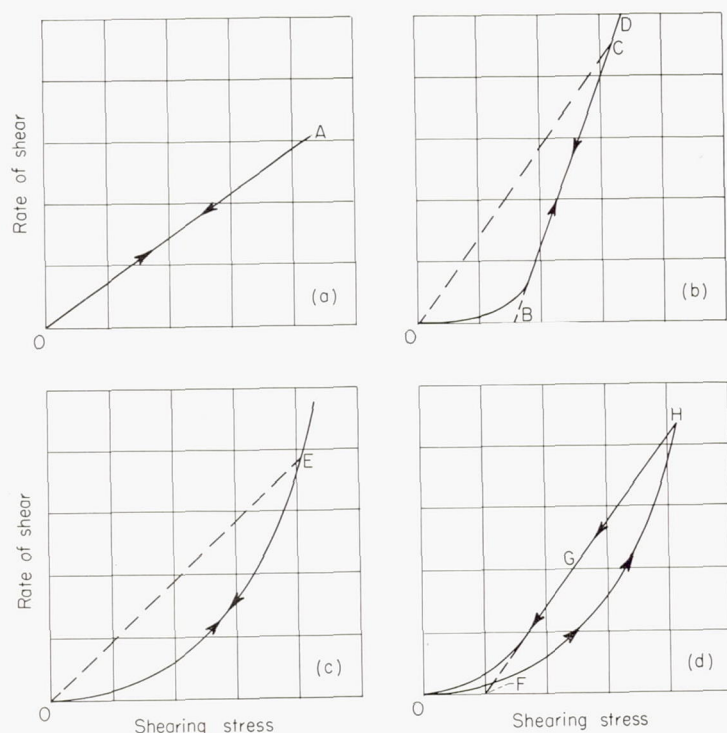 Rate of shear
A
O
(a)
D
C
B
O
(b)
Rate of shear
E
O
(c)
Shearing stress
H
G
F
O
(d)
Shearing stress